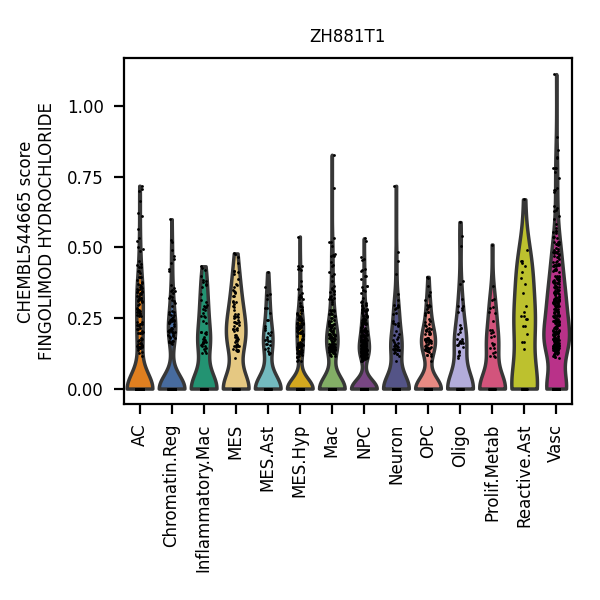 ZH881T1
CHEMBL544665 score
FINGOLIMOD HYDROCHLORIDE
1.00
0.75
0.50
0.25
0.00
AC
Chromatin.Reg
Inflammatory.Mac
MES
MES.Ast
MES.Hyp
Mac
NPC
Neuron
OPC
Oligo
Prolif.Metab
Reactive.Ast
Vasc